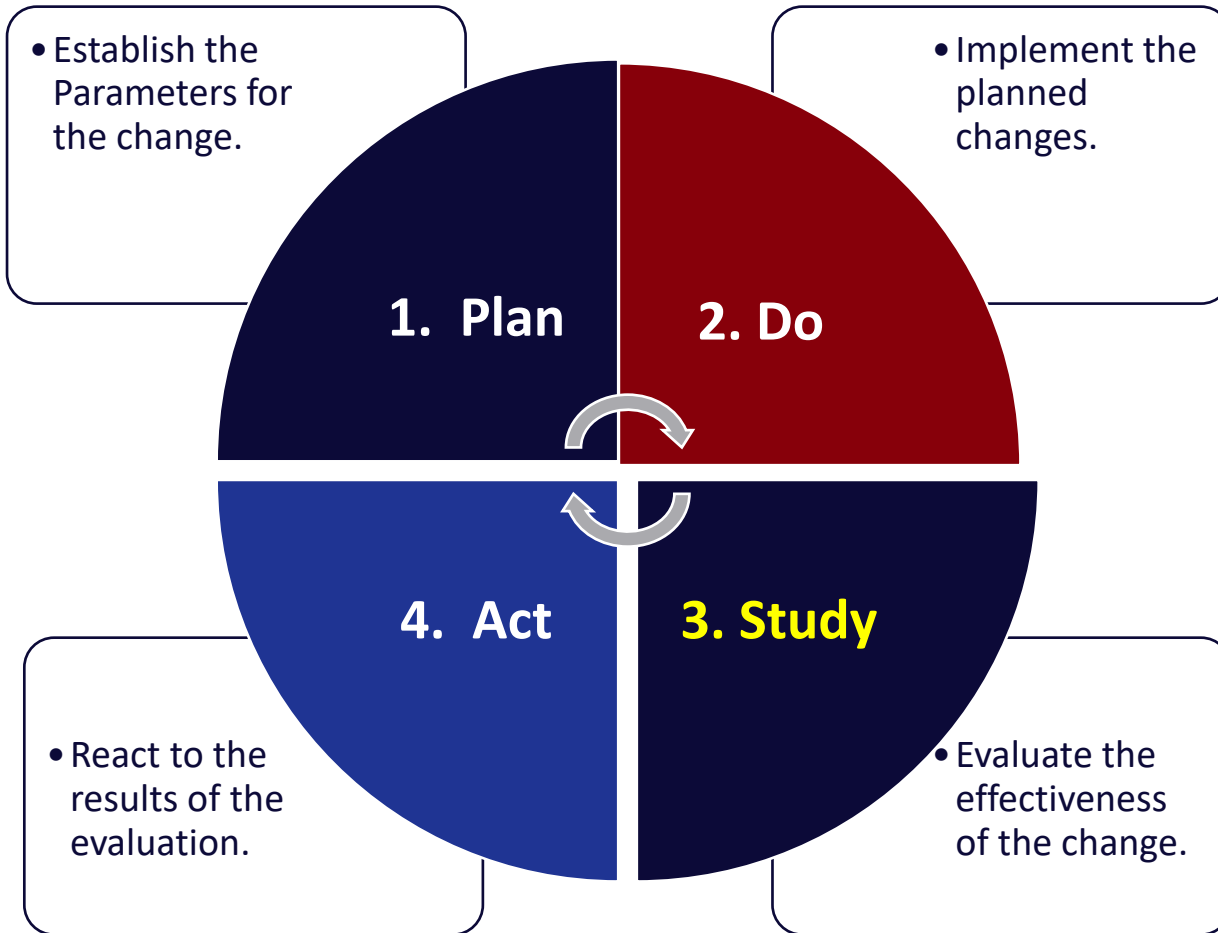 • Establish the
Parameters for
the change.
• Implement the
planned
changes.
1. Plan
2. Do
4. Act
3. Study
• React to the
results of the
evaluation.
• Evaluate the
effectiveness
of the change.